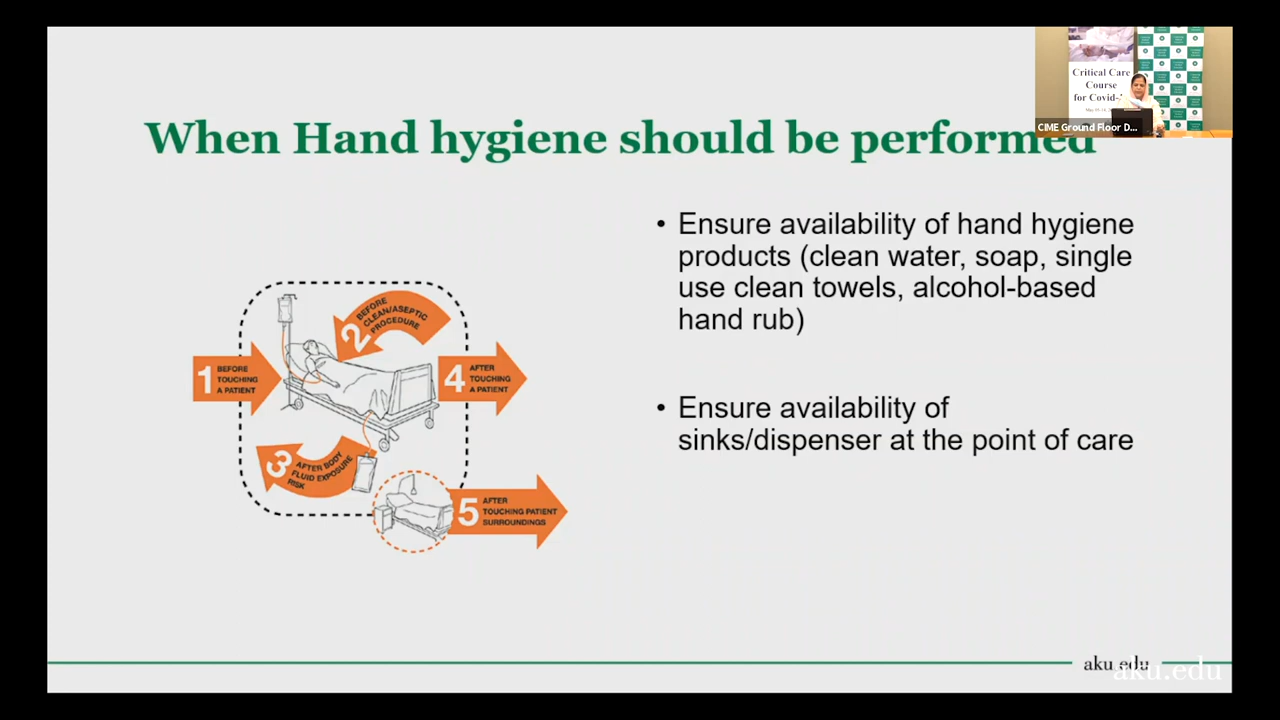 Critical Care
Course
for Covid-
CIME Ground Floor D...
When Hand hygiene should be performed
• Ensure availability of hand hygiene
products (clean water, soap, single
use clean towels, alcohol-based
hand rub)
• Ensure availability of
sinks/dispenser at the point of care
1 BEFORE
TOUCHING
A PATIENT
2 BEFORE
CLEAN/ASEPTIC
PROCEDURE
3 AFTER BODY
FLUID EXPOSURE
RISK
4 AFTER
TOUCHING
A PATIENT
5 AFTER
TOUCHING PATIENT
SURROUNDINGS
aku.edu
aku.edu